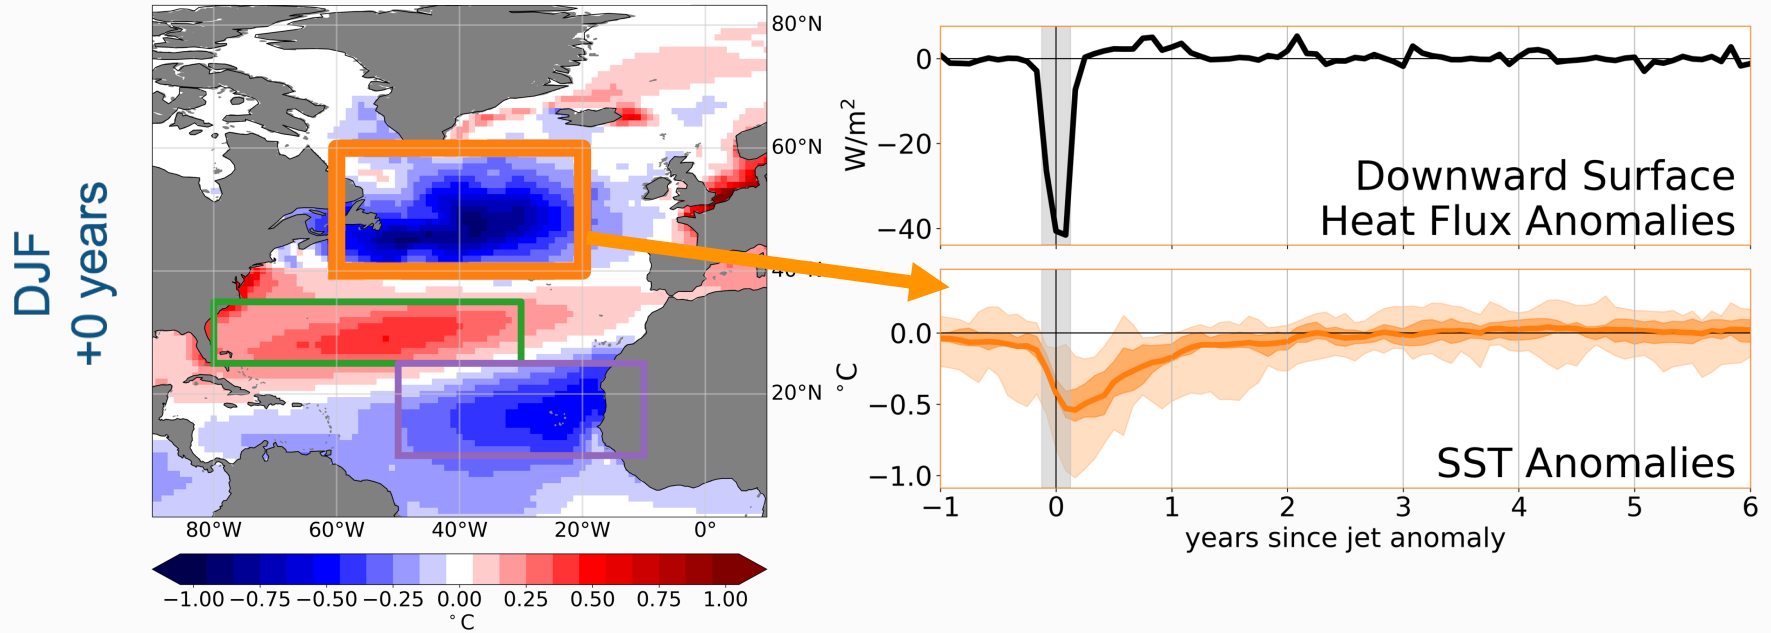 DJF
+0 years
80°N
60°N
40°N
20°N
80°W
60°W
40°W
20°W
0°
−1.00
−0.75
−0.50
−0.25
0.00
0.25
0.50
0.75
1.00
°C
0
−20
−40
W/m²
Downward Surface
Heat Flux Anomalies
0.0
−0.5
−1.0
°C
SST Anomalies
−1
0
1
2
3
4
5
6
years since jet anomaly